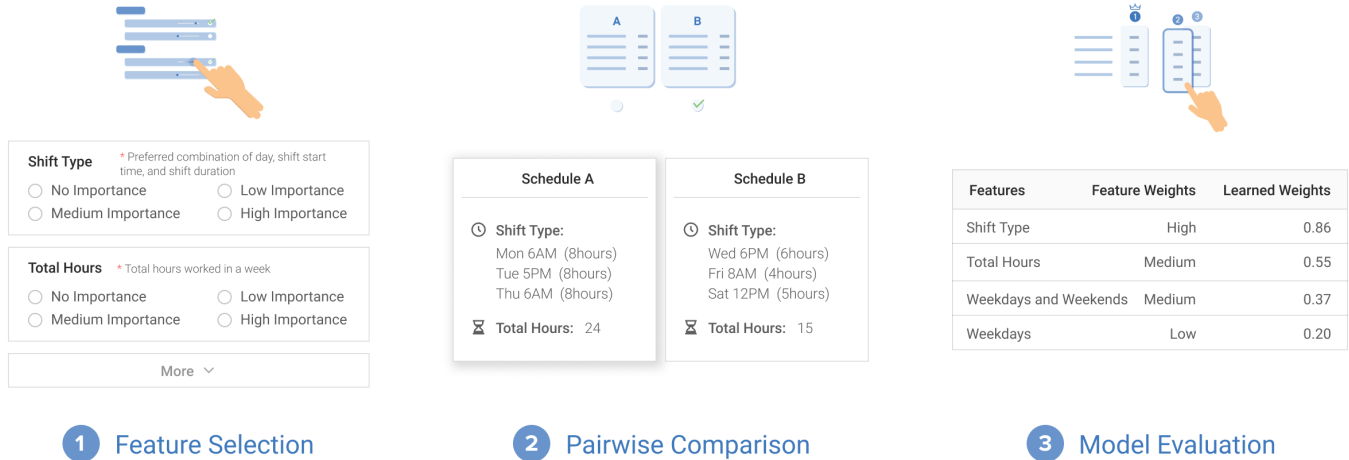 A
B
1
2
3
Shift Type * Preferred combination of day, shift start
time, and shift duration
No Importance Low Importance
Medium Importance High Importance
Total Hours * Total hours worked in a week
No Importance Low Importance
Medium Importance High Importance
More
Schedule A
Shift Type:
Mon 6AM (8hours)
Tue 5PM (8hours)
Thu 6AM (8hours)
Total Hours: 24
Schedule B
Shift Type:
Wed 6PM (6hours)
Fri 8AM (4hours)
Sat 12PM (5hours)
Total Hours: 15
Features Feature Weights Learned Weights
Shift Type High 0.86
Total Hours Medium 0.55
Weekdays and Weekends Medium 0.37
Weekdays Low 0.20
1 Feature Selection
2 Pairwise Comparison
3 Model Evaluation